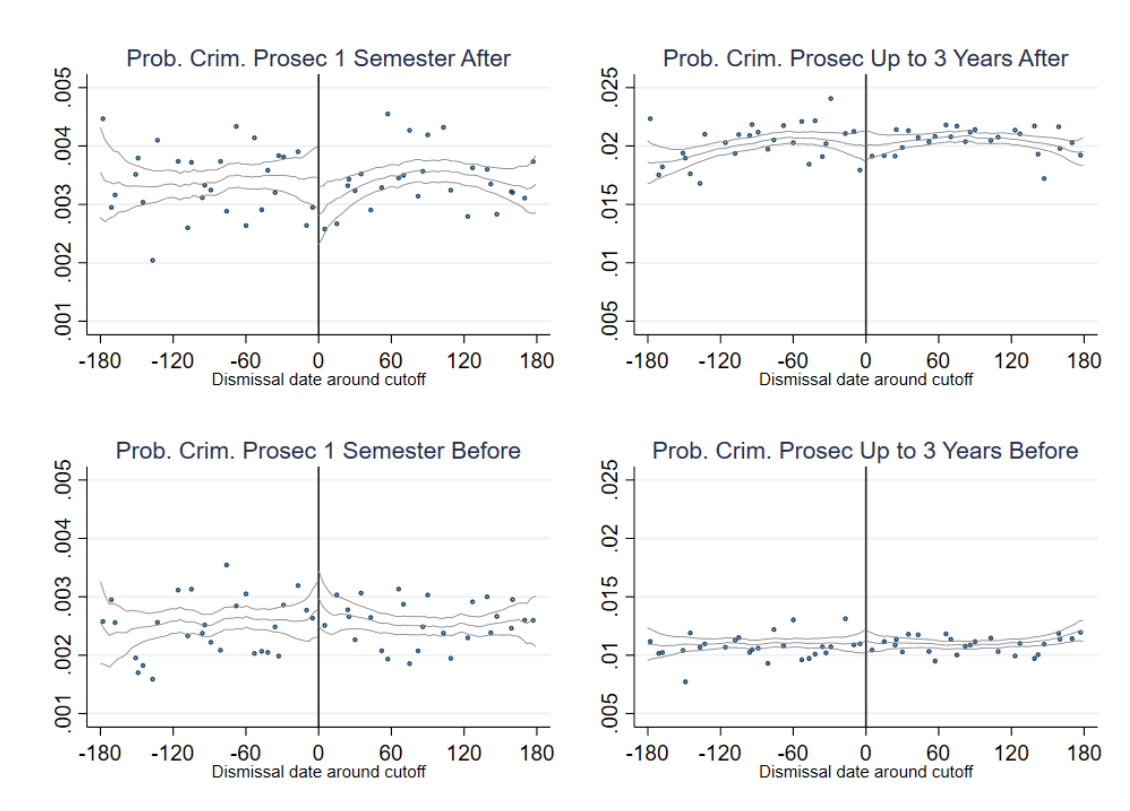 Prob. Crim. Prosec 1 Semester After
.005
.004
.003
.002
.001
-180 -120 -60 0 60 120 180
Dismissal date around cutoff
Prob. Crim. Prosec Up to 3 Years After
.025
.02
.015
.01
.005
-180 -120 -60 0 60 120 180
Dismissal date around cutoff
Prob. Crim. Prosec 1 Semester Before
.005
.004
.003
.002
.001
-180 -120 -60 0 60 120 180
Dismissal date around cutoff
Prob. Crim. Prosec Up to 3 Years Before
.025
.02
.015
.01
.005
-180 -120 -60 0 60 120 180
Dismissal date around cutoff